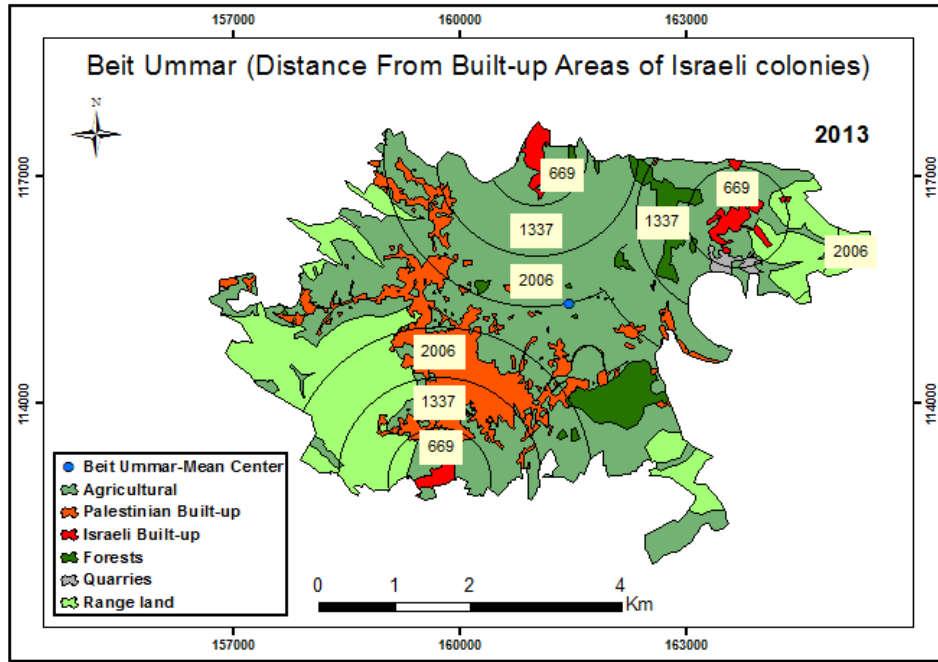 157000 160000 163000
Beit Ummar (Distance From Built-up Areas of Israeli colonies)
N
2013
117000 117000
669 669
1337 1337
2006 2006
2006
1337
669
114000 114000
Beit Ummar-Mean Center
Agricultural
Palestinian Built-up
Israeli Built-up
Forests
Quarries
Range land
0 1 2 4
Km
157000 160000 163000